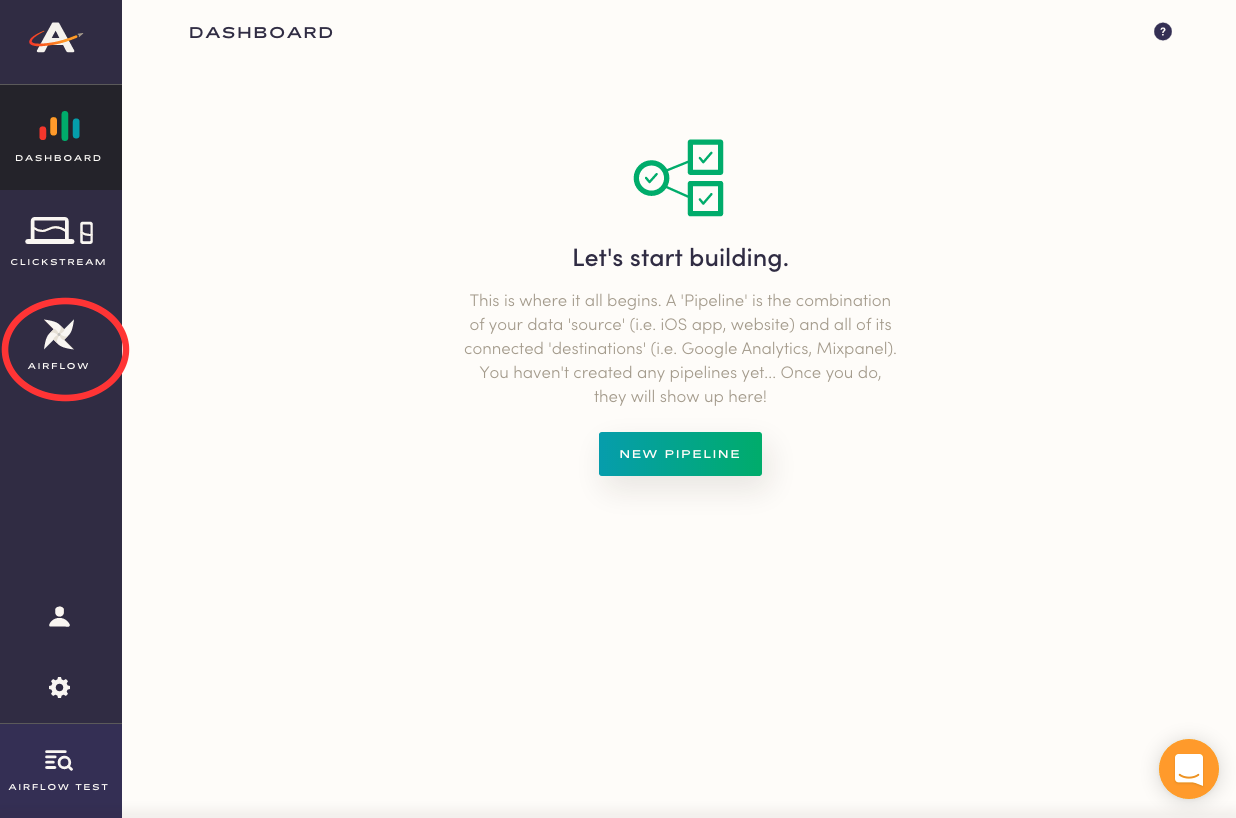 DASHBOARD
?
DASHBOARD
CLICKSTREAM
AIRFLOW
Let's start building.
This is where it all begins. A 'Pipeline' is the combination
of your data 'source' (i.e. iOS app, website) and all of its
connected 'destinations' (i.e. Google Analytics, Mixpanel).
You haven't created any pipelines yet... Once you do,
they will show up here!
NEW PIPELINE
AIRFLOW TEST